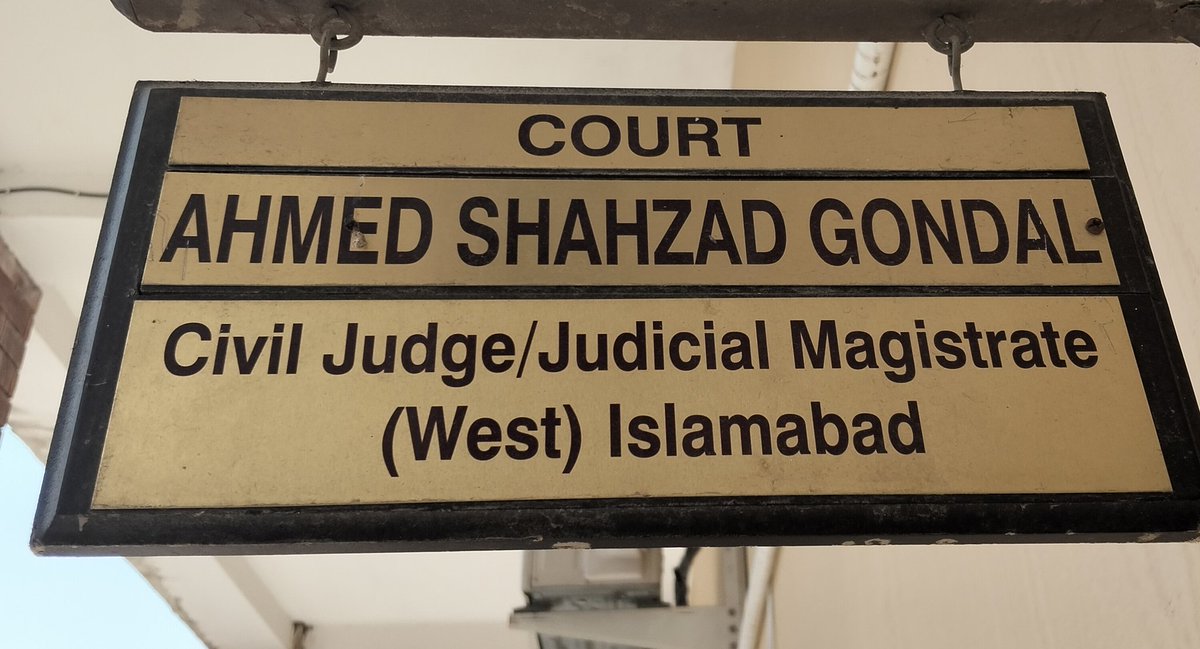 COURT
AHMED SHAHZAD GONDAL
Civil Judge/Judicial Magistrate
(West) Islamabad